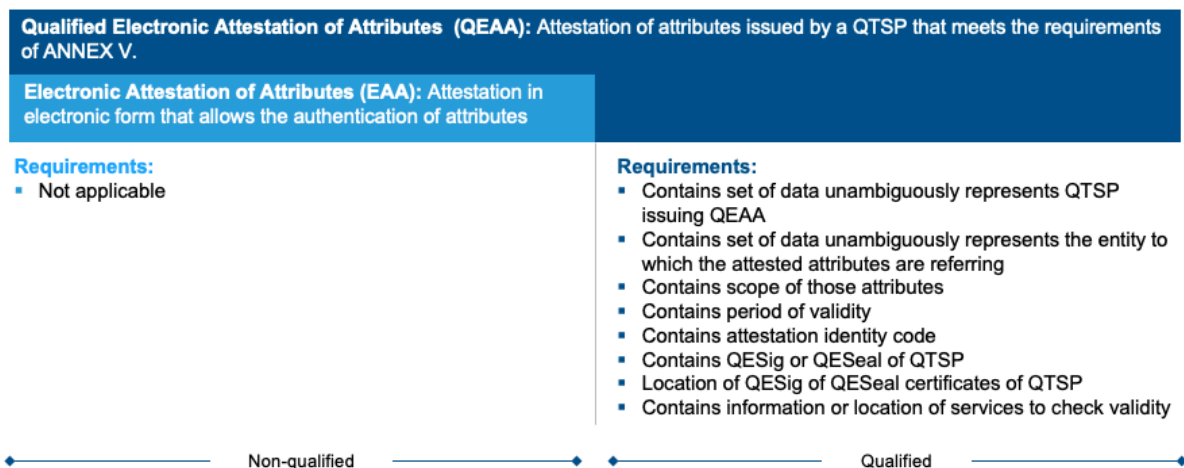 Qualified Electronic Attestation of Attributes (QEAA): Attestation of attributes issued by a QTSP that meets the requirements
of ANNEX V.
Electronic Attestation of Attributes (EAA): Attestation in
electronic form that allows the authentication of attributes
Requirements:
▪ Not applicable
Requirements:
▪ Contains set of data unambiguously represents QTSP
issuing QEAA
▪ Contains set of data unambiguously represents the entity to
which the attested attributes are referring
▪ Contains scope of those attributes
▪ Contains period of validity
▪ Contains attestation identity code
▪ Contains QESig or QESeal of QTSP
▪ Location of QESig of QESeal certificates of QTSP
▪ Contains information or location of services to check validity
Non-qualified
Qualified